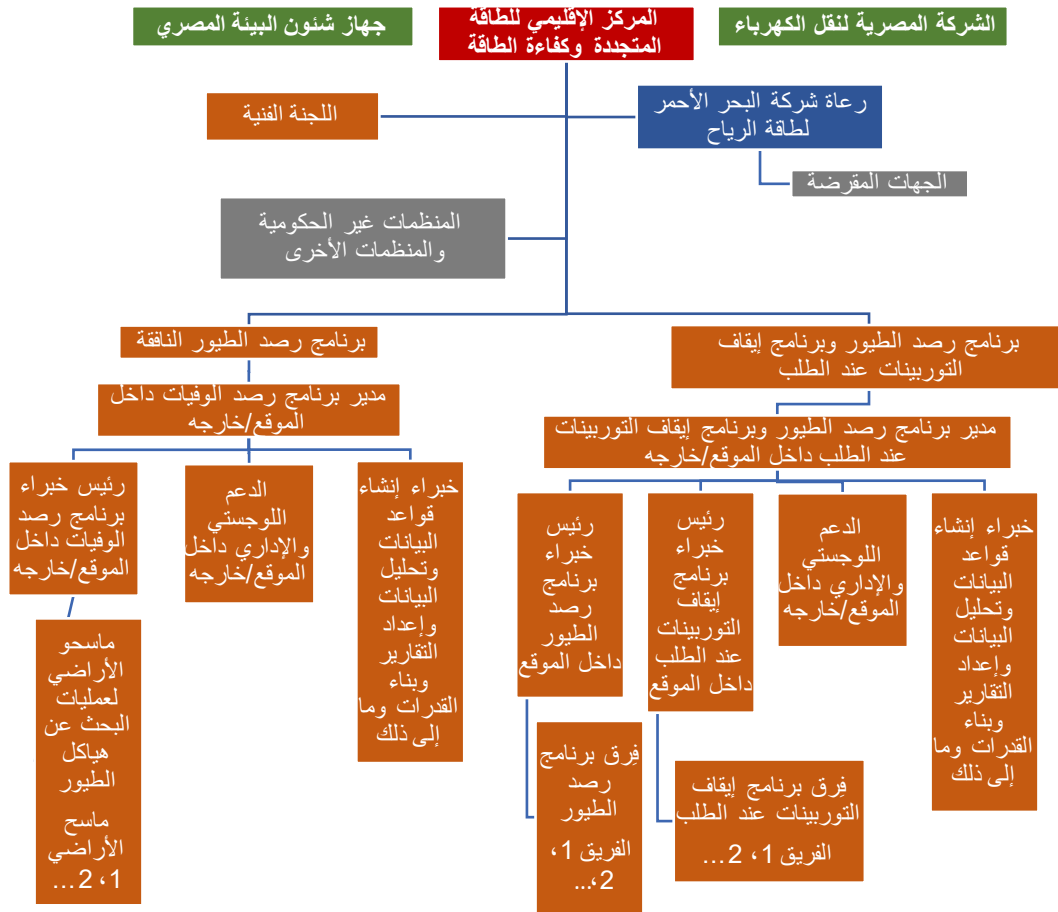 الشركة المصرية لنقل الكهرباء
المركز الإقليمي للطاقة
المتجددة وكفاءة الطاقة
جهاز شئون البيئة المصري
رعاة شركة البحر الأحمر
لطاقة الرياح
اللجنة الفنية
الجهات المقرضة
المنظمات غير الحكومية
والمنظمات الأخرى
برنامج رصد الطيور وبرنامج إيقاف
التوربينات عند الطلب
برنامج رصد الطيور النافقة
مدير برنامج رصد الطيور وبرنامج إيقاف التوربينات
عند الطلب داخل الموقع/خارجه
مدير برنامج رصد الوفيات داخل
الموقع/خارجه
خبراء إنشاء
قواعد
البيانات
وتحليل
البيانات
وإعداد
التقارير
وبناء
القدرات وما
إلى ذلك
الدعم
اللوجستي
والإداري داخل
الموقع/خارجه
رئيس
خبراء
برنامج
إيقاف
التوربينات
عند الطلب
داخل الموقع
رئيس
خبراء
برنامج
رصد
الطيور
داخل الموقع
فِرق برنامج إيقاف
التوربينات عند الطلب
الفريق 1، 2...
فِرق برنامج
رصد
الطيور
الفريق 1،
2،...
خبراء إنشاء
قواعد
البيانات
وتحليل
البيانات
وإعداد
التقارير
وبناء
القدرات وما
إلى ذلك
الدعم
اللوجستي
والإداري داخل
الموقع/خارجه
رئيس خبراء
برنامج رصد
الوفيات داخل
الموقع/خارجه
ماسحو
الأراضي
لعمليات
البحث عن
هياكل
الطيور
ماسح
الأراضي
1، 2...